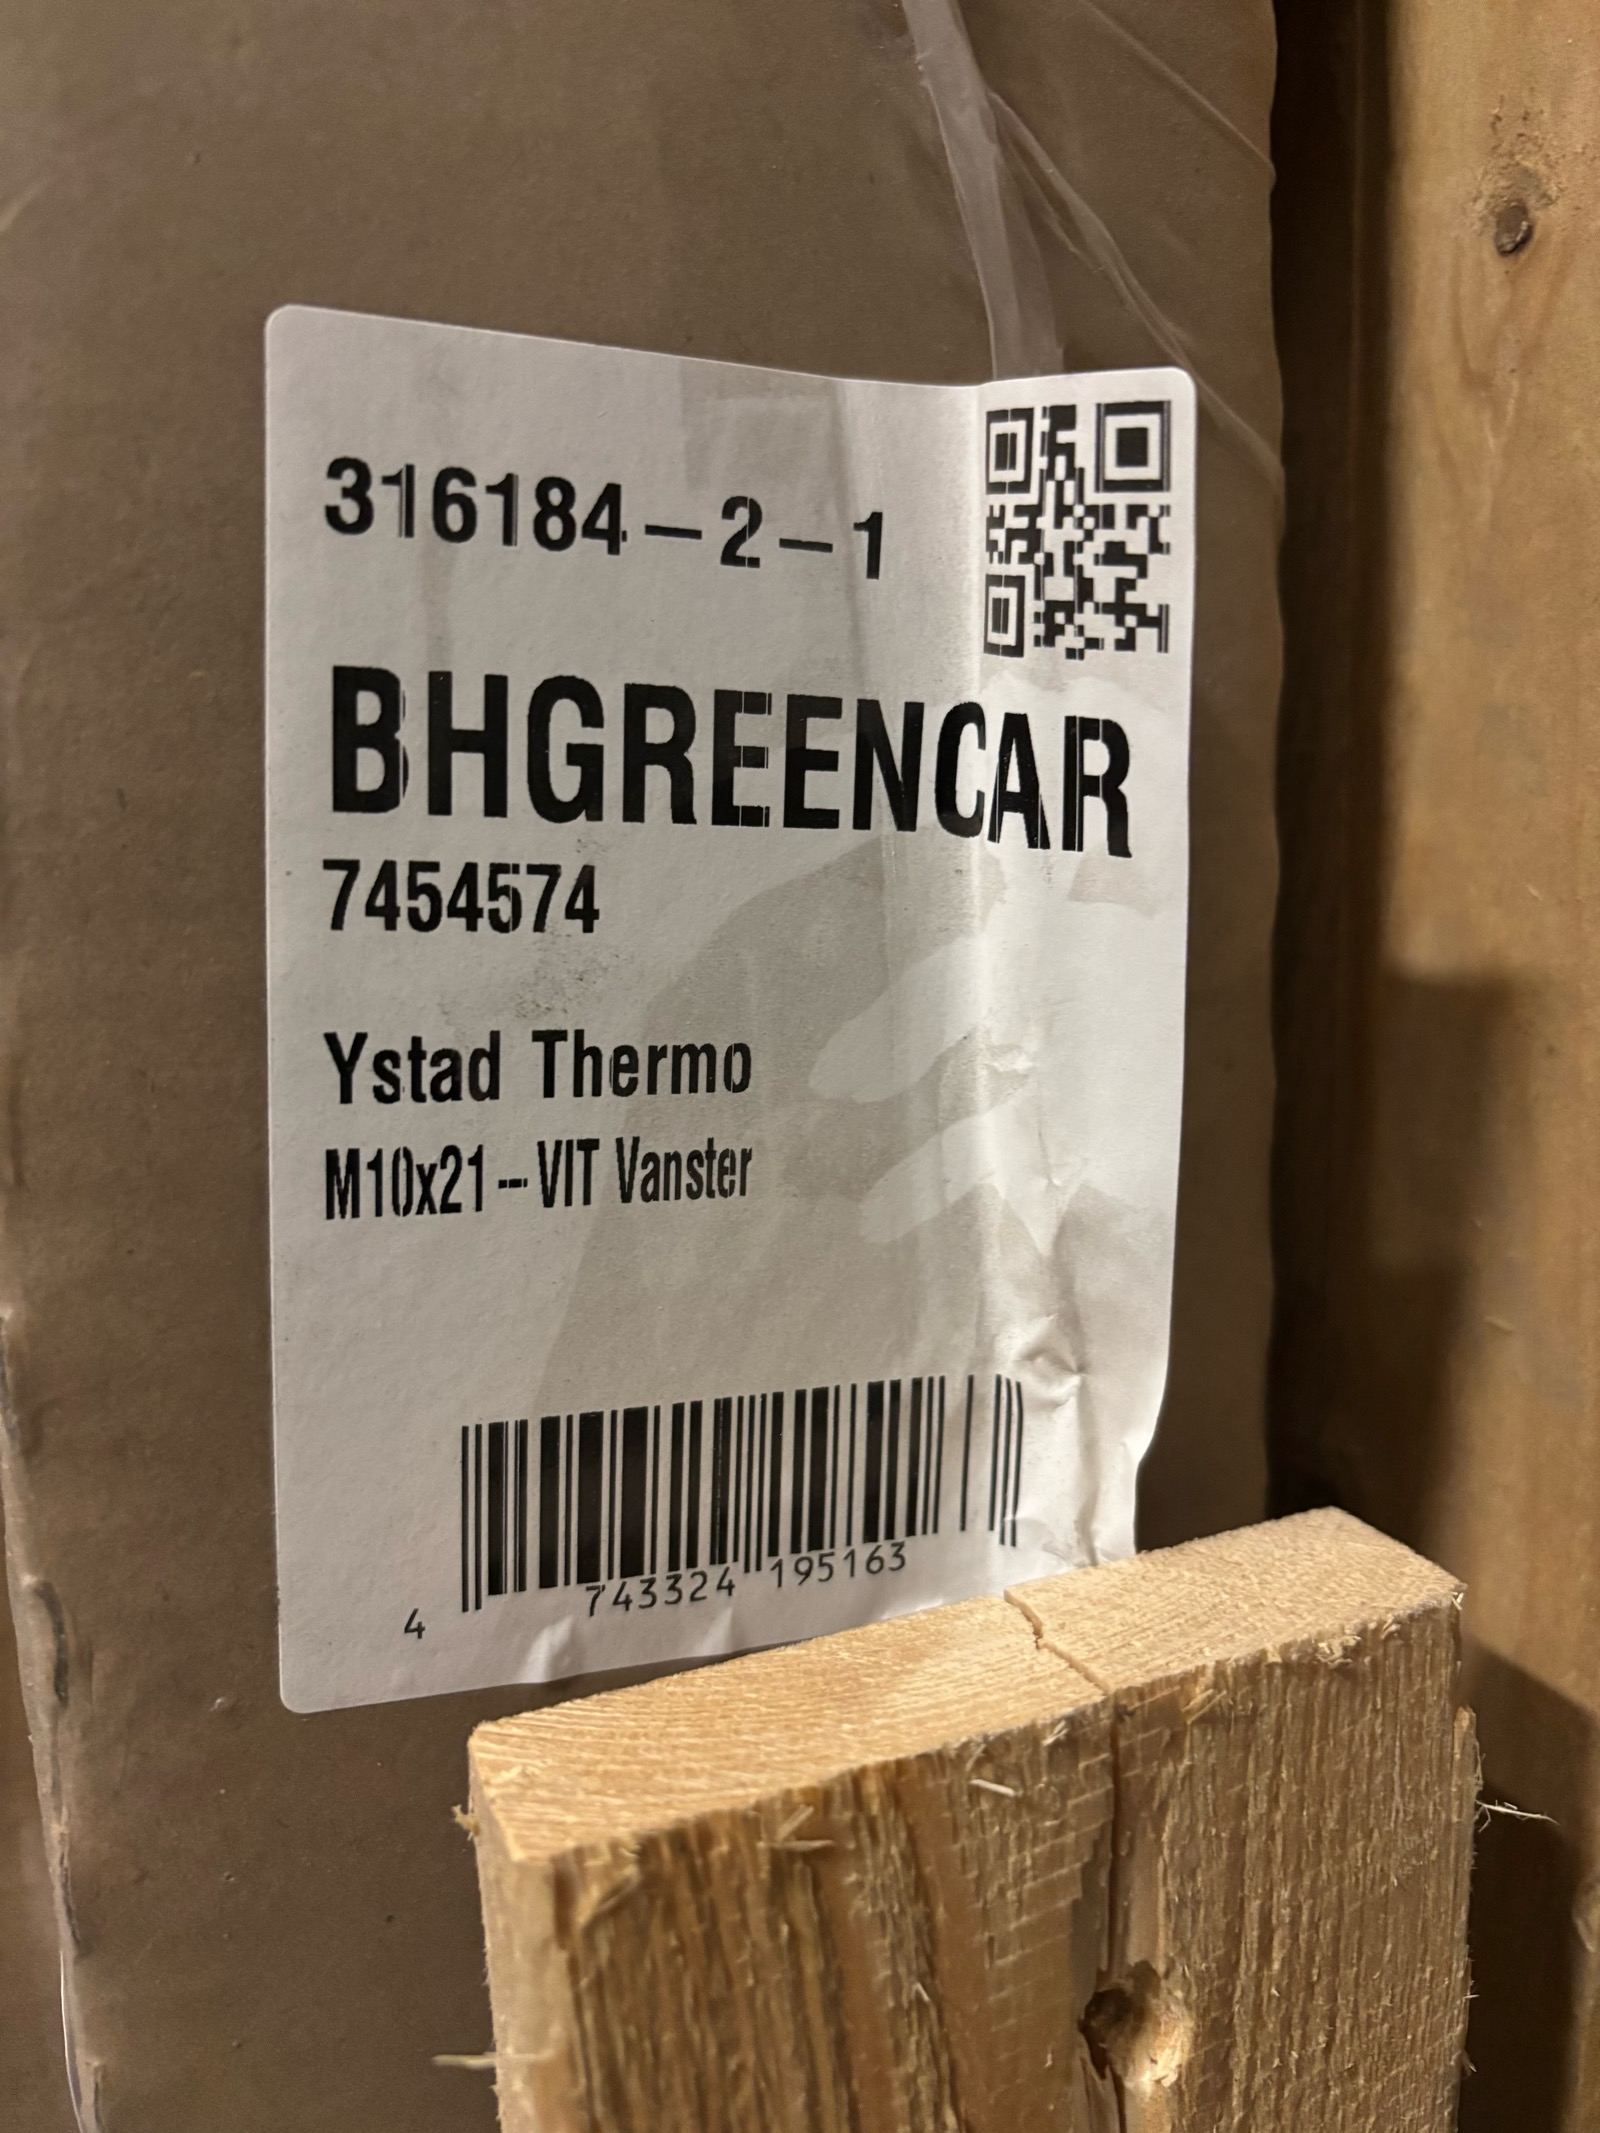 316184-2-1
BHGREENCAR
7454574
Ystad Thermo
M10x21--VIT Vanster
4 743324 195163